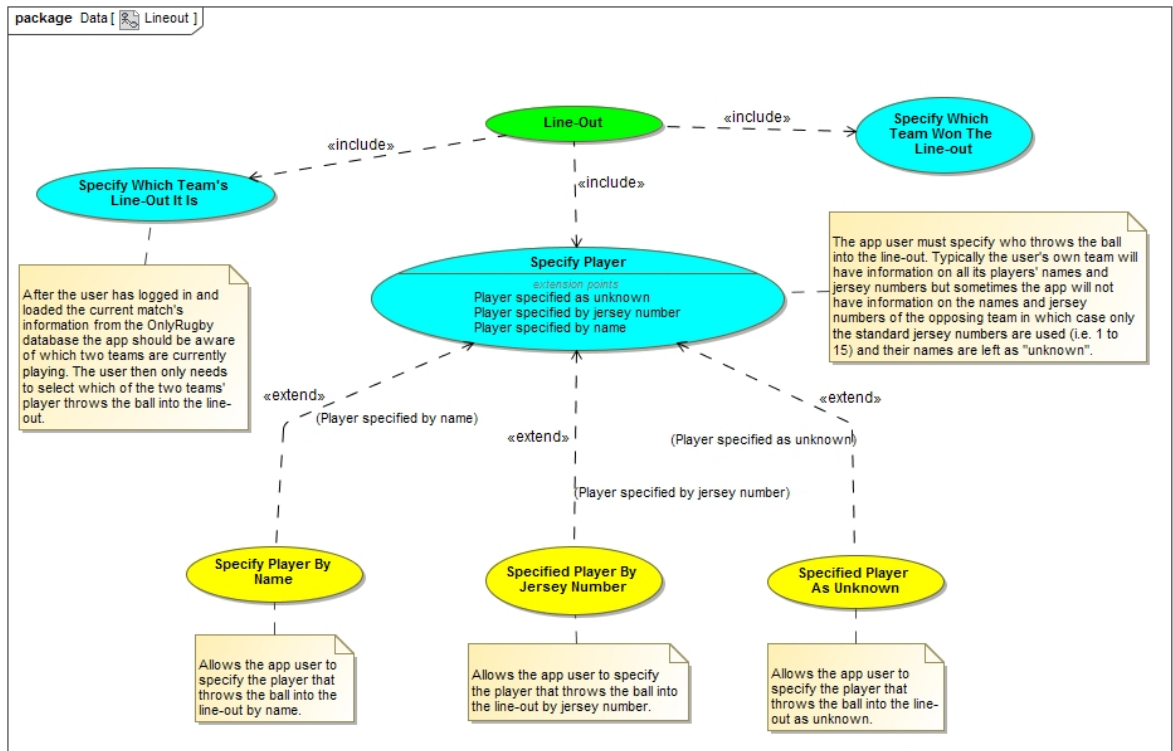 package Data [ Lineout ]
Line-Out
«include»
Specify Which
Team Won The
Line-out
«include»
«include»
Specify Which Team's
Line-Out It Is
Specify Player
extension points
Player specified as unknown
Player specified by jersey number
Player specified by name
The app user must specify who throws the ball
into the line-out. Typically the user's own team will
have information on all its players' names and
jersey numbers but sometimes the app will not
have information on the names and jersey
numbers of the opposing team in which case only
the standard jersey numbers are used (i.e. 1 to
15) and their names are left as "unknown".
After the user has logged in and
loaded the current match's
information from the OnlyRugby
database the app should be aware
of which two teams are currently
playing. The user then only needs
to select which of the two teams'
player throws the ball into the line-
out.
«extend»
(Player specified by name)
«extend»
(Player specified by jersey number)
«extend»
(Player specified as unknown)
Specify Player By
Name
Specified Player By
Jersey Number
Specified Player
As Unknown
Allows the app user to
specify the player that
throws the ball into the
line-out by name.
Allows the app user to specify
the player that throws the ball into
the line-out by jersey number.
Allows the app user to
specify the player that
throws the ball into the line-
out as unknown.